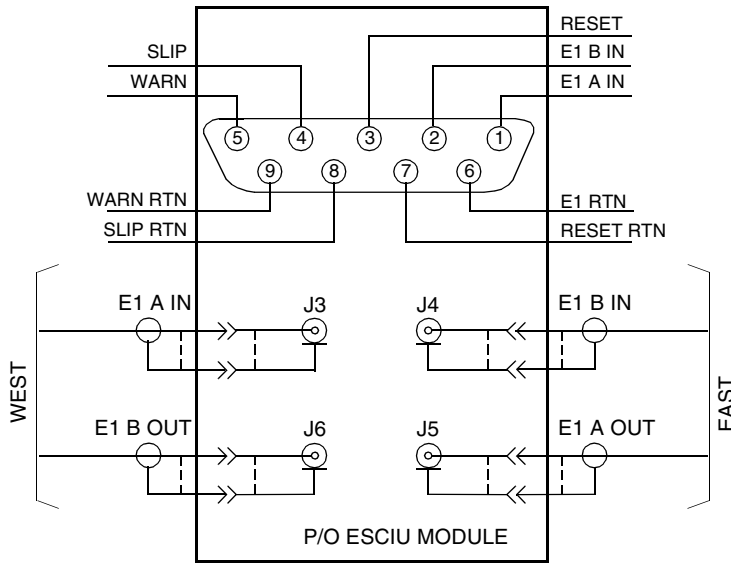 RESET
SLIP
E1 B IN
WARN
E1 A IN
5 4 3 2 1
9 8 7 6
WARN RTN
E1 RTN
SLIP RTN
RESET RTN
E1 A IN J3 J4 E1 B IN
WEST
EAST
E1 B OUT J6 J5 E1 A OUT
P/O ESCIU MODULE